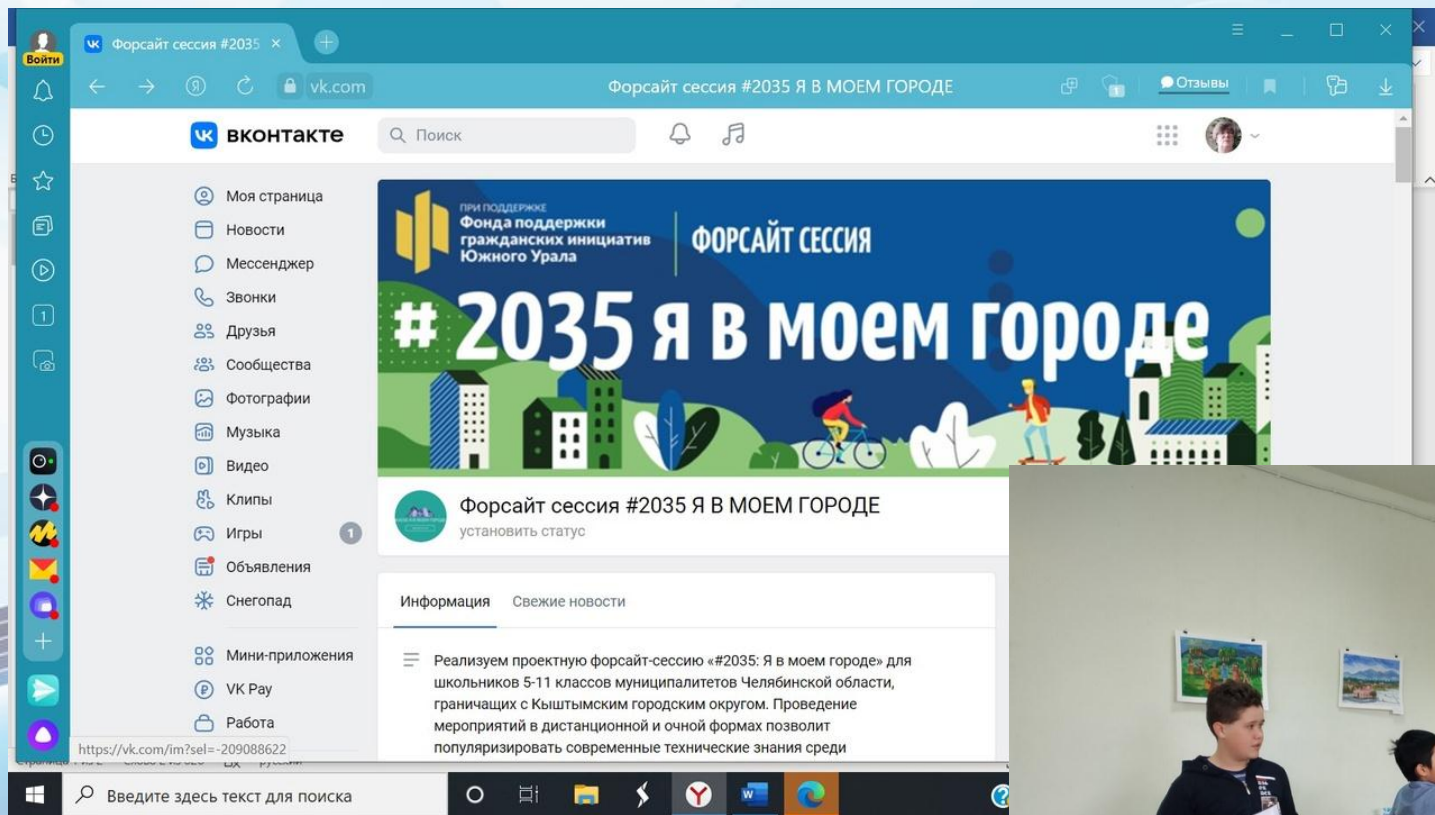 Войти
Форсайт сессия #2035
vk.com
Форсайт сессия #2035 Я В МОЕМ ГОРОДЕ
1
Отзывы
1
вконтакте
Поиск
Моя страница
Новости
Мессенджер
Звонки
Друзья
Сообщества
Фотографии
Музыка
Видео
Клипы
Игры
1
Объявления
Снегопад
Мини-приложения
VK Pay
Работа
ПРИ ПОДДЕРЖКЕ
Фонда поддержки
гражданских инициатив
Южного Урала
ФОРСАЙТ СЕССИЯ
# 2035 Я В МОЕМ ГОРОДЕ
Форсайт сессия #2035 Я В МОЕМ ГОРОДЕ
установить статус
Информация Свежие новости
Реализуем проектную форсайт-сессию «#2035: Я в моем городе» для
школьников 5-11 классов муниципалитетов Челябинской области,
граничащих с Кыштымским городским округом. Проведение
мероприятий в дистанционной и очной формах позволит
популяризировать современные технические знания среди
https://vk.com/im?sel=-209088622
Введите здесь текст для поиска